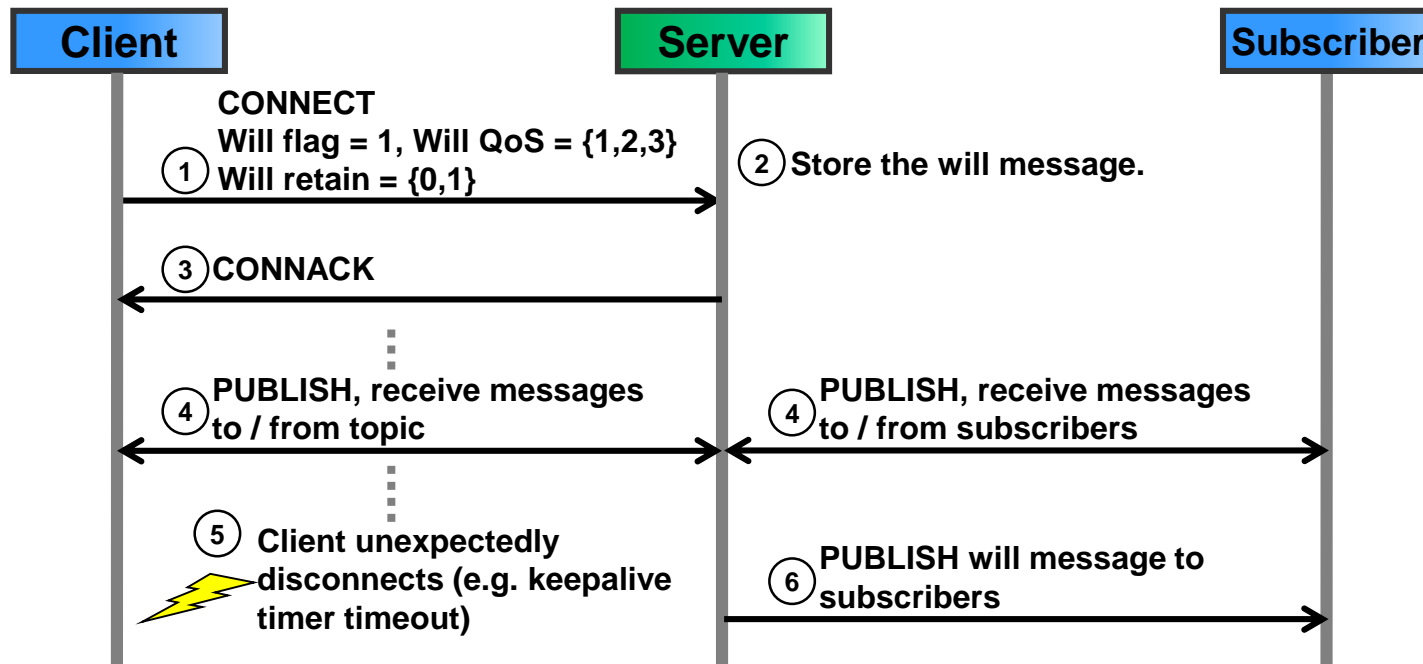 Client
Server
Subscriber
CONNECT
Will flag = 1, Will QoS = {1,2,3}
1
Will retain = {0,1}
2 Store the will message.
3 CONNACK
PUBLISH, receive messages
4
to / from topic
PUBLISH, receive messages
4
to / from subscribers
5
Client unexpectedly
disconnects (e.g. keepalive
timer timeout)
PUBLISH will message to
6
subscribers